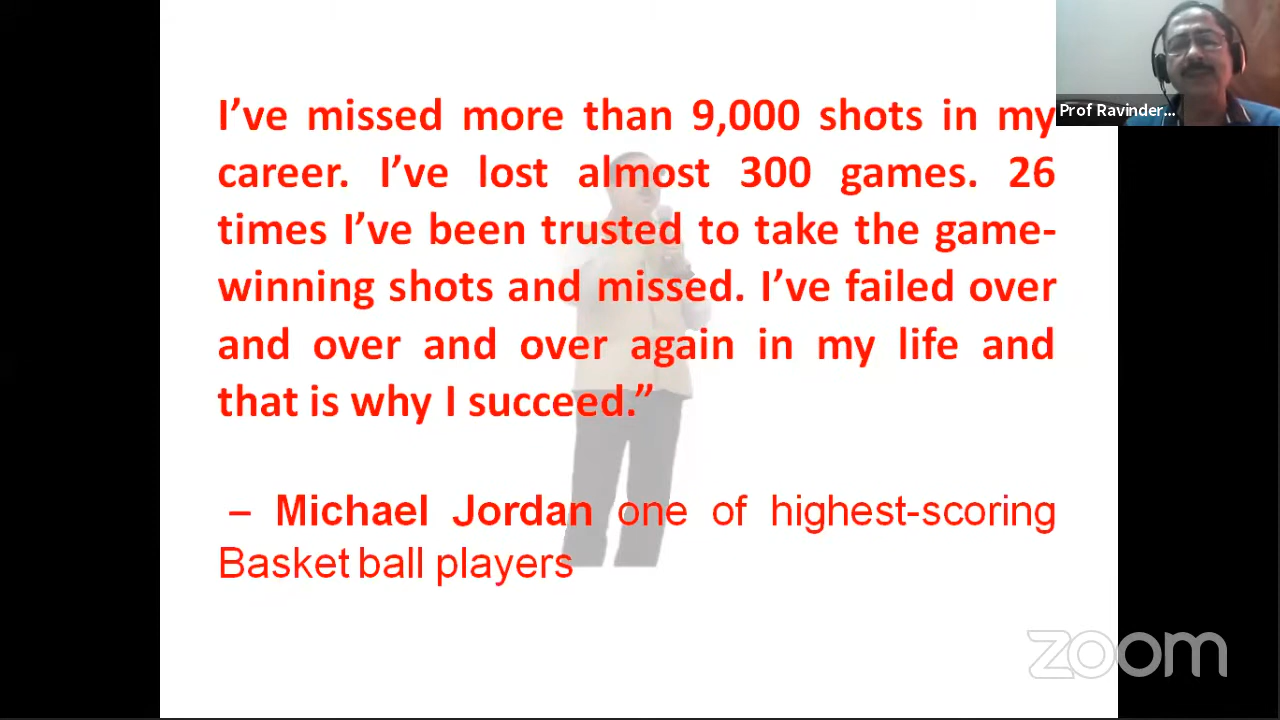 I’ve missed more than 9,000 shots in my
career. I’ve lost almost 300 games. 26
times I’ve been trusted to take the game-
winning shots and missed. I’ve failed over
and over and over again in my life and
that is why I succeed.”
– Michael Jordan one of highest-scoring
Basket ball players
Prof Ravinder...
zoom